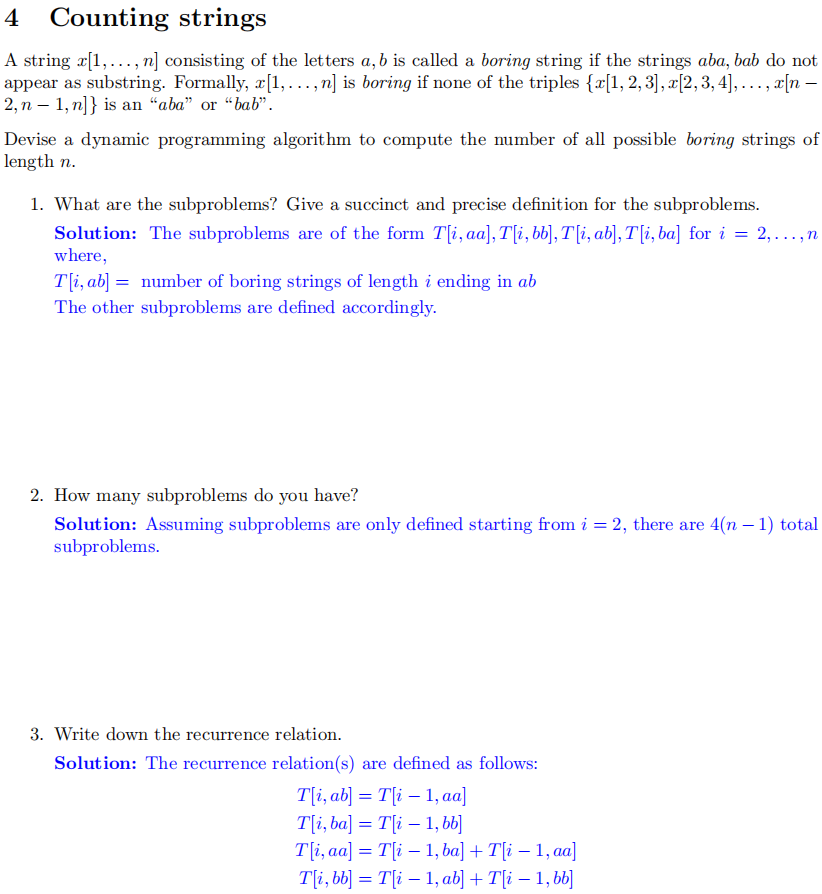 4 Counting strings
A string x[1, . . . , n] consisting of the letters a, b is called a boring string if the strings aba, bab do not
appear as substring. Formally, x[1, . . . , n] is boring if none of the triples {x[1, 2, 3], x[2, 3, 4], . . . , x[n −
2, n − 1, n]} is an “aba” or “bab”.
Devise a dynamic programming algorithm to compute the number of all possible boring strings of
length n.
1. What are the subproblems? Give a succinct and precise definition for the subproblems.
Solution: The subproblems are of the form T[i, aa], T[i, bb], T[i, ab], T[i, ba] for i = 2, . . . , n
where,
T[i, ab] = number of boring strings of length i ending in ab
The other subproblems are defined accordingly.
2. How many subproblems do you have?
Solution: Assuming subproblems are only defined starting from i = 2, there are 4(n − 1) total
subproblems.
3. Write down the recurrence relation.
Solution: The recurrence relation(s) are defined as follows:
T[i, ab] = T[i − 1, aa]
T[i, ba] = T[i − 1, bb]
T[i, aa] = T[i − 1, ba] + T[i − 1, aa]
T[i, bb] = T[i − 1, ab] + T[i − 1, bb]